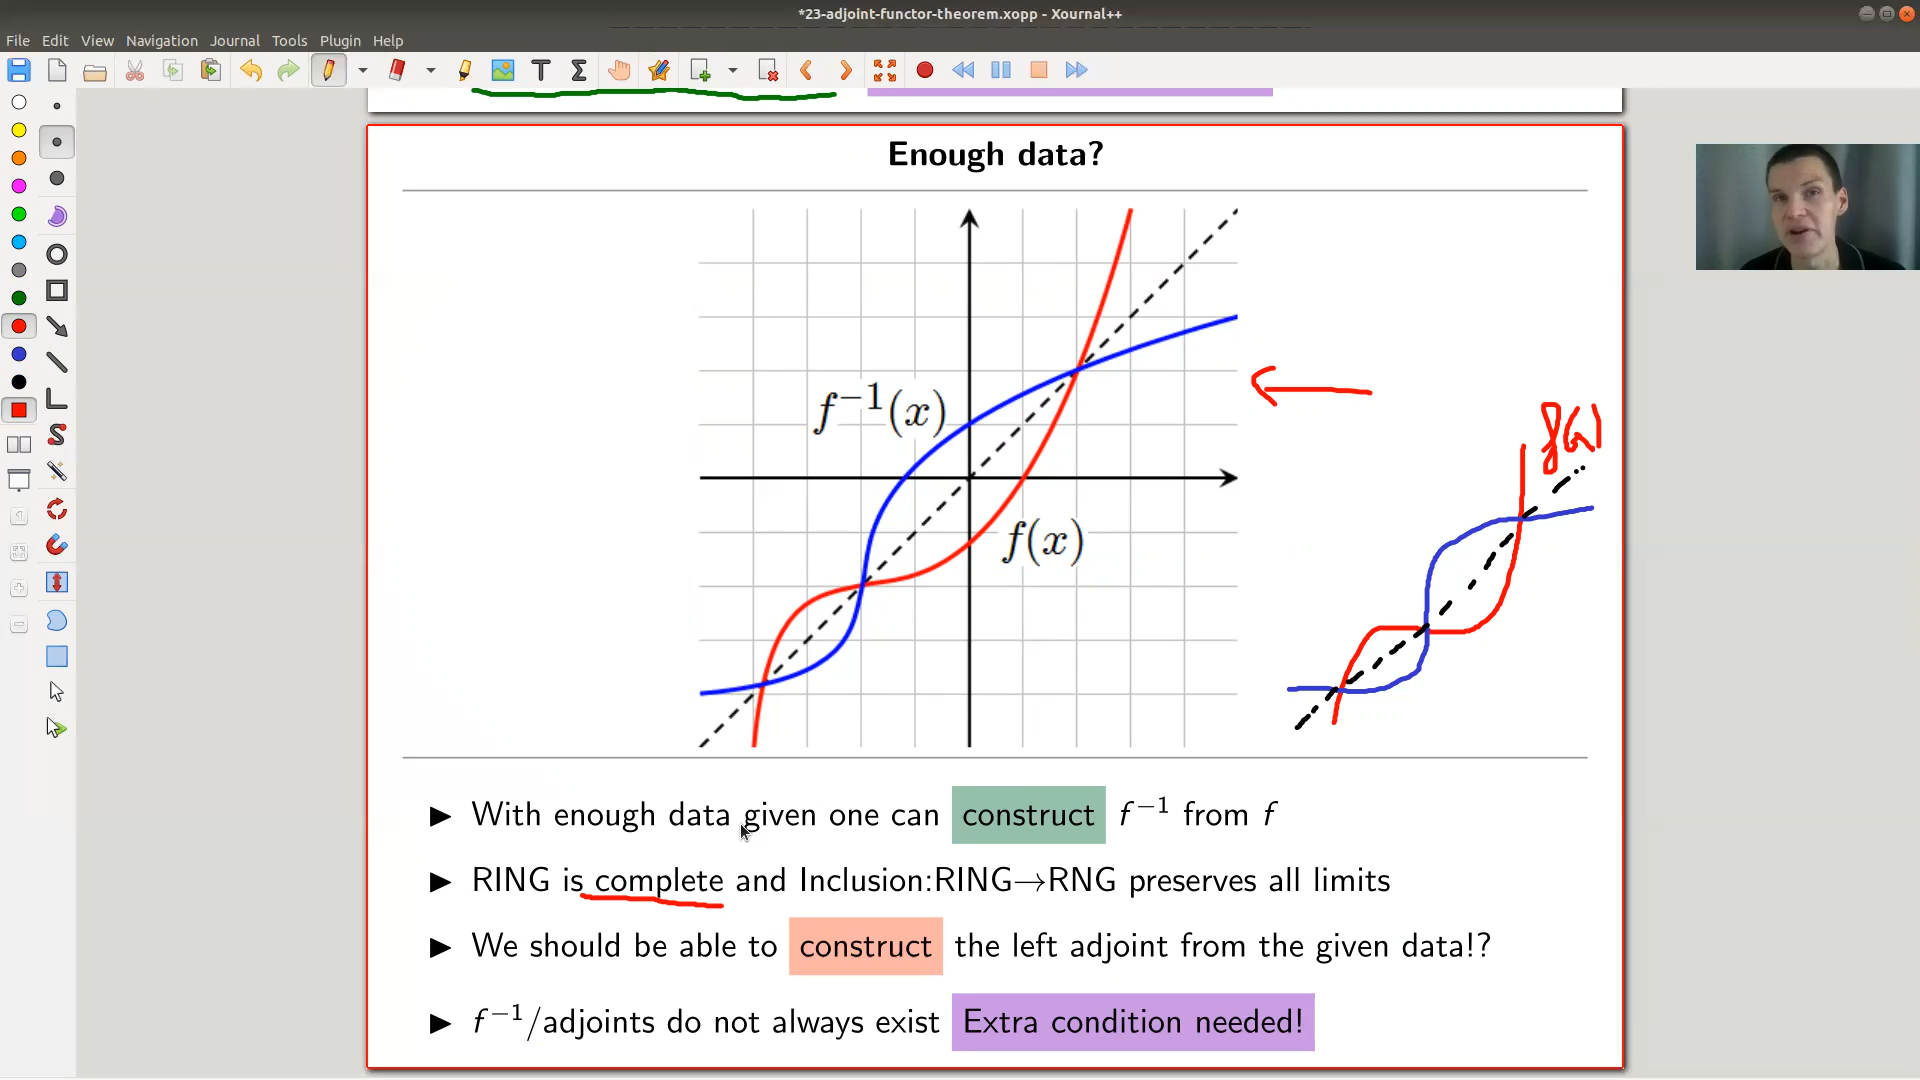 *23-adjoint-functor-theorem.xopp - Xournal++
File Edit View Navigation Journal Tools Plugin Help
Enough data?
f⁻¹(x)
f(x)
f(x)
▶ With enough data given one can construct f⁻¹ from f
▶ RING is complete and Inclusion:RING→RNG preserves all limits
▶ We should be able to construct the left adjoint from the given data!?
▶ f⁻¹/adjoints do not always exist Extra condition needed!